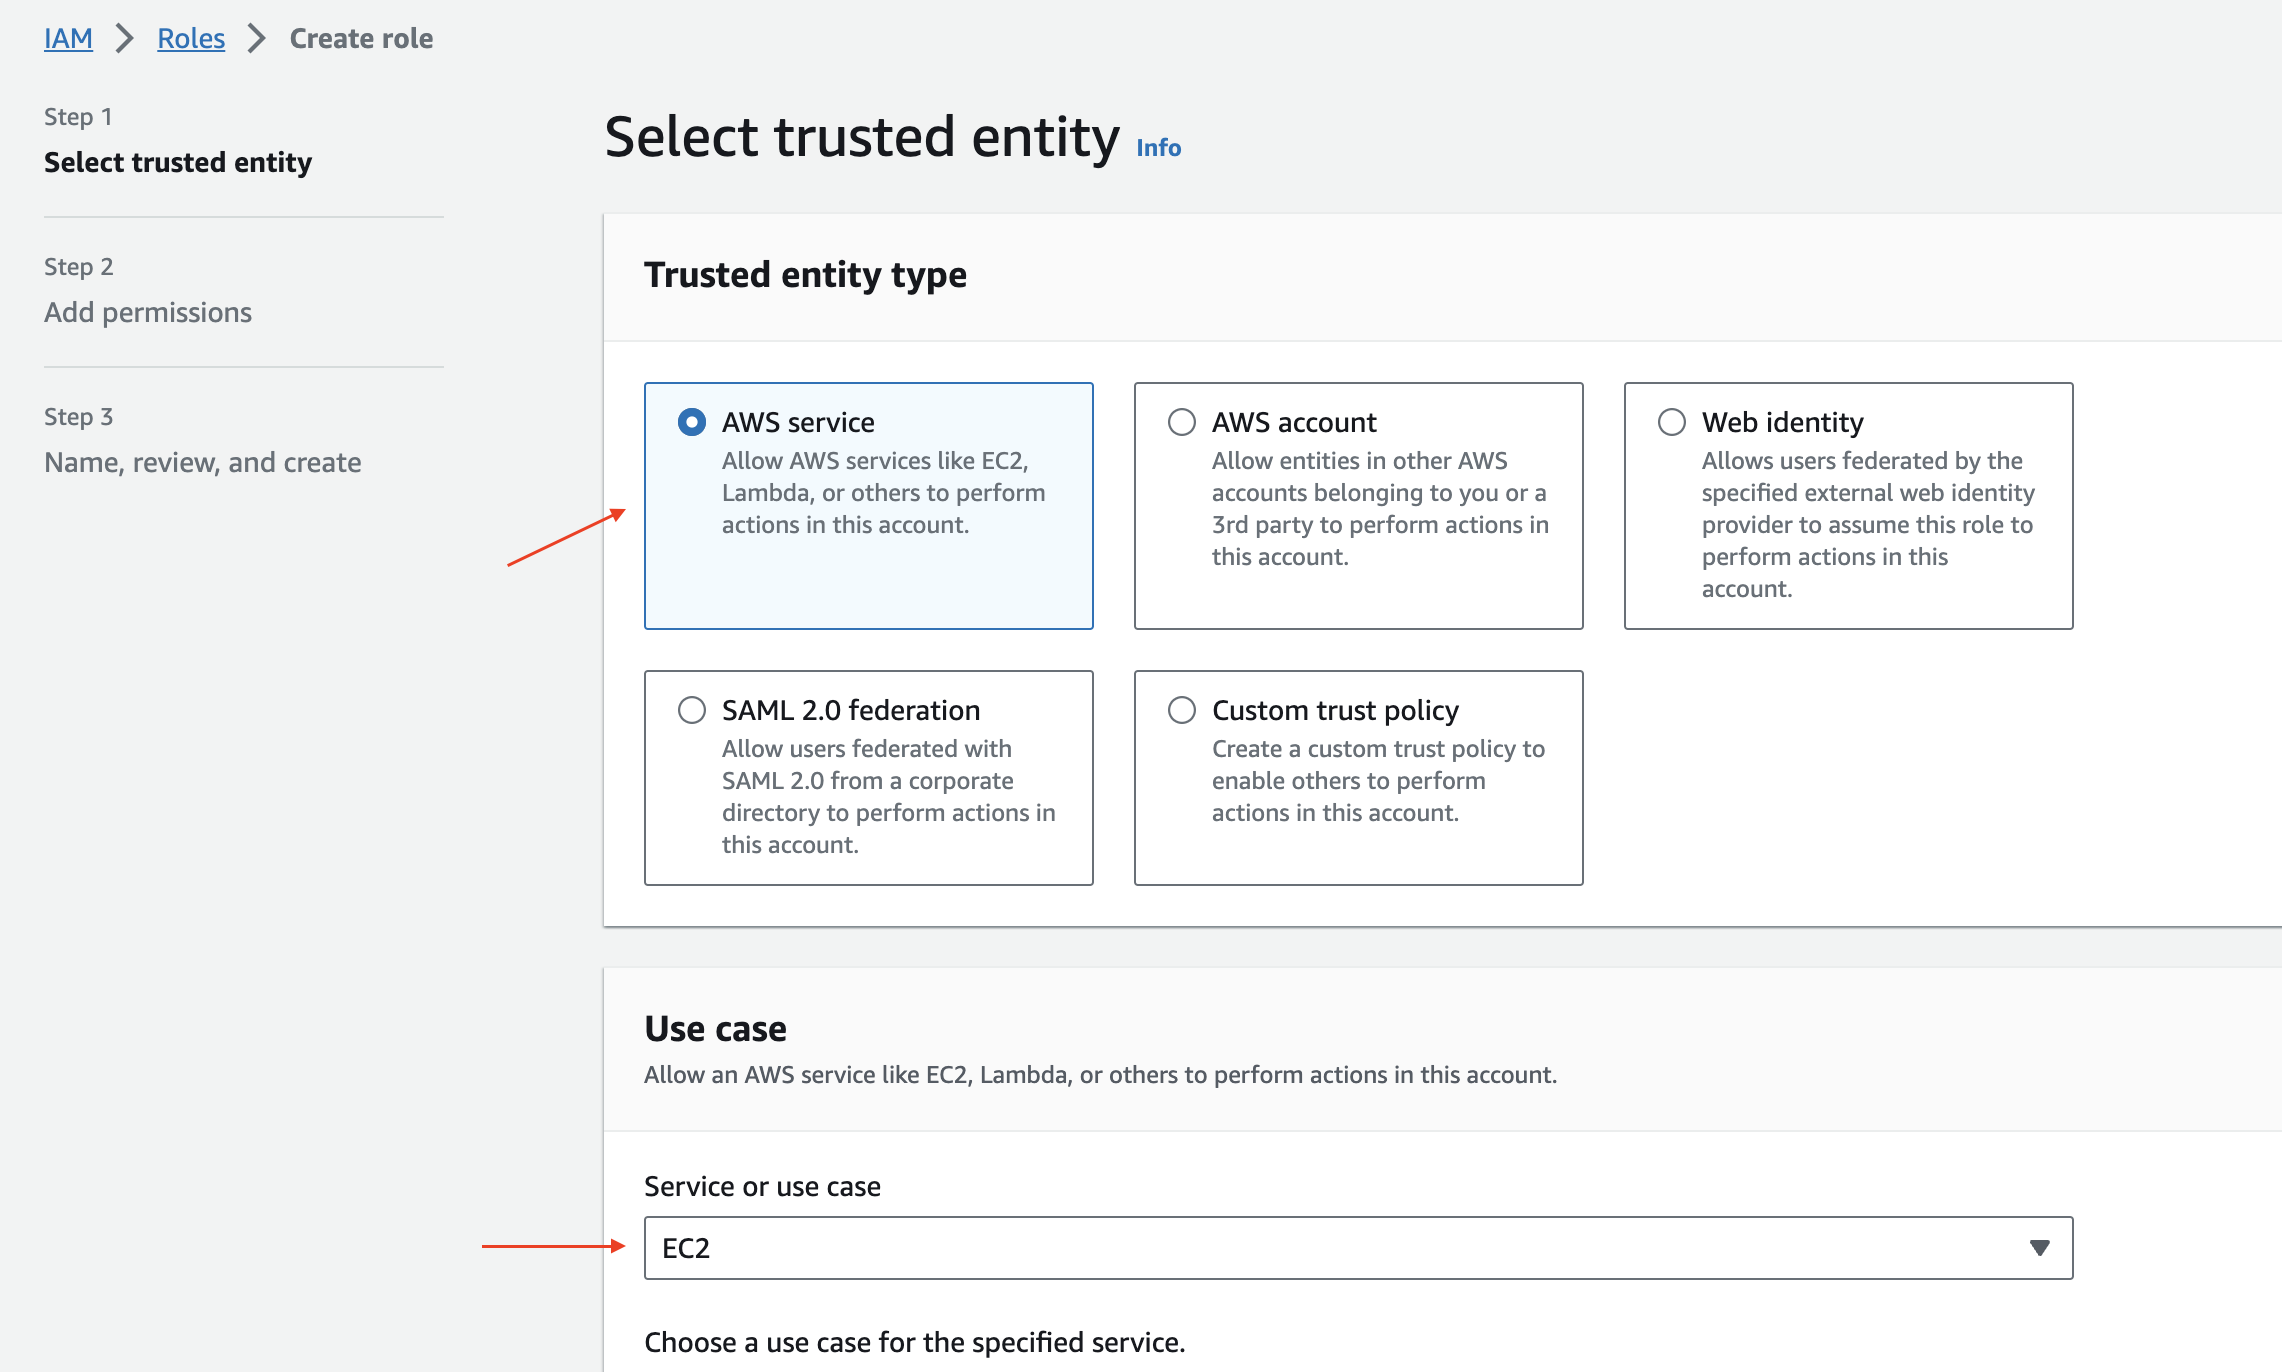 IAM > Roles > Create role
Step 1
Select trusted entity
Step 2
Add permissions
Step 3
Name, review, and create
Select trusted entity Info
Trusted entity type
AWS service
Allow AWS services like EC2,
Lambda, or others to perform
actions in this account.
AWS account
Allow entities in other AWS
accounts belonging to you or a
3rd party to perform actions in
this account.
Web identity
Allows users federated by the
specified external web identity
provider to assume this role to
perform actions in this
account.
SAML 2.0 federation
Allow users federated with
SAML 2.0 from a corporate
directory to perform actions in
this account.
Custom trust policy
Create a custom trust policy to
enable others to perform
actions in this account.
Use case
Allow an AWS service like EC2, Lambda, or others to perform actions in this account.
Service or use case
EC2
Choose a use case for the specified service.